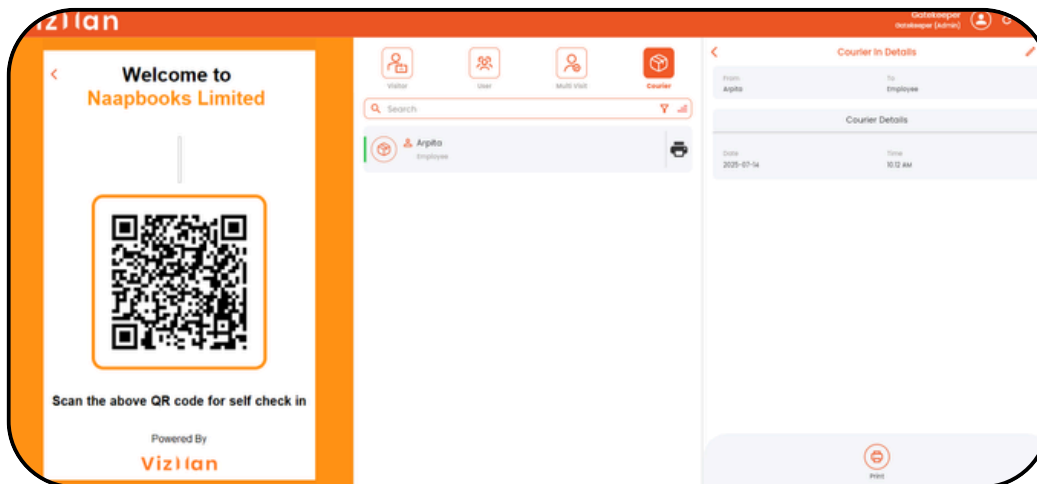 Gatekeeper
Gatekeeper (Admin)
Welcome to
Naapbooks Limited
Scan the above QR code for self check in
Powered By
Visitor
User
Multi Visit
Courier
Search
Arpita
Employee
Courier In Details
From
To
Arpita
Employee
Courier Details
Date
Time
2025-07-14
10:12 AM
Print